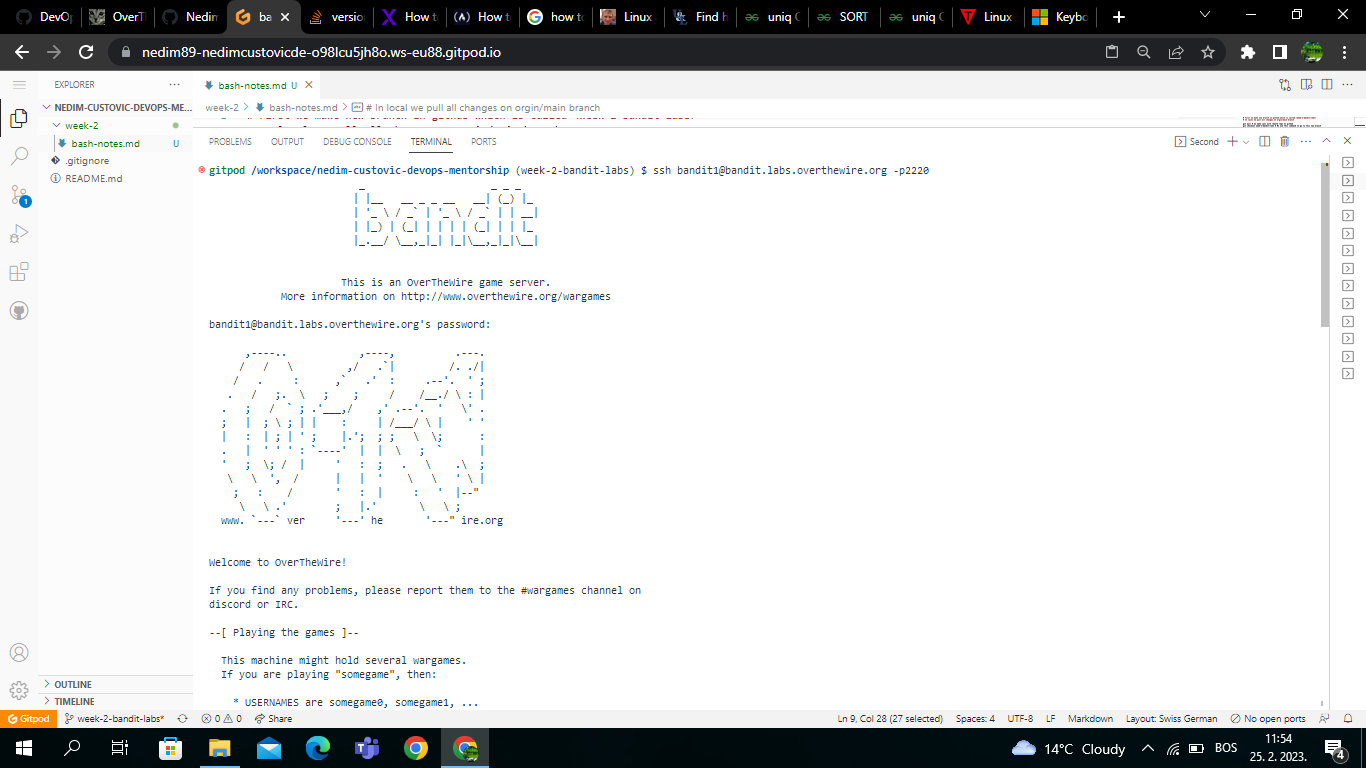 DevO
OverT
Nedim
ba
version
How to
How to
how to
Linux
Find h
uniq C
SORT
uniq C
Linux
Keybo
nedim89-nedimcustovicde-o98lcu5jh8o.ws-eu88.gitpod.io
EXPLORER
bash-notes.md U
NEDIM-CUSTOVIC-DEVOPS-ME...
week-2 > bash-notes.md > # In local we pull all changes on orgin/main branch
week-2
bash-notes.md U
.gitignore
README.md
PROBLEMS OUTPUT DEBUG CONSOLE TERMINAL PORTS
Second
gitpod /workspace/nedim-custovic-devops-mentorship (week-2-bandit-labs) $ ssh bandit1@bandit.labs.overthewire.org -p2220
bandit
This is an OverTheWire game server.
More information on http://www.overthewire.org/wargames
bandit1@bandit.labs.overthewire.org's password:
www. ver he ire.org
Welcome to OverTheWire!
If you find any problems, please report them to the #wargames channel on
discord or IRC.
--[ Playing the games ]--
This machine might hold several wargames.
If you are playing "somegame", then:
* USERNAMES are somegame0, somegame1, ...
1
OUTLINE
TIMELINE
Gitpod week-2-bandit-labs* 0 0 Share Ln 9, Col 28 (27 selected) Spaces: 4 UTF-8 LF Markdown Layout: Swiss German No open ports
14°C Cloudy BOS 11:54
25. 2. 2023. 4